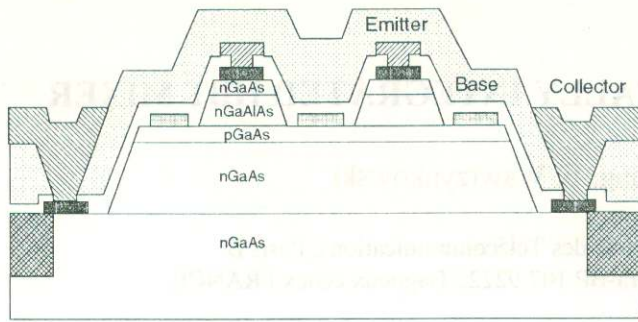 Emitter
Base
Collector
nGaAs
nGaAlAs
pGaAs
nGaAs
nGaAs